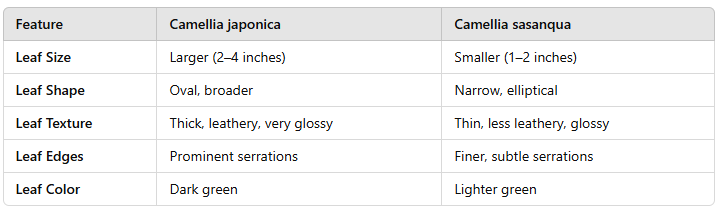 Feature Camellia japonica Camellia sasanqua
Leaf Size Larger (2–4 inches) Smaller (1–2 inches)
Leaf Shape Oval, broader Narrow, elliptical
Leaf Texture Thick, leathery, very glossy Thin, less leathery, glossy
Leaf Edges Prominent serrations Finer, subtle serrations
Leaf Color Dark green Lighter green